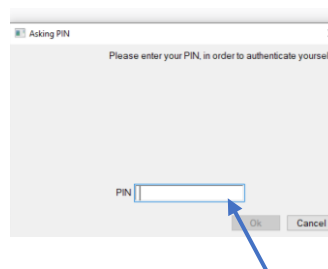 Asking PIN
Please enter your PIN, in order to authenticate yoursel
PIN
Ok Cancel